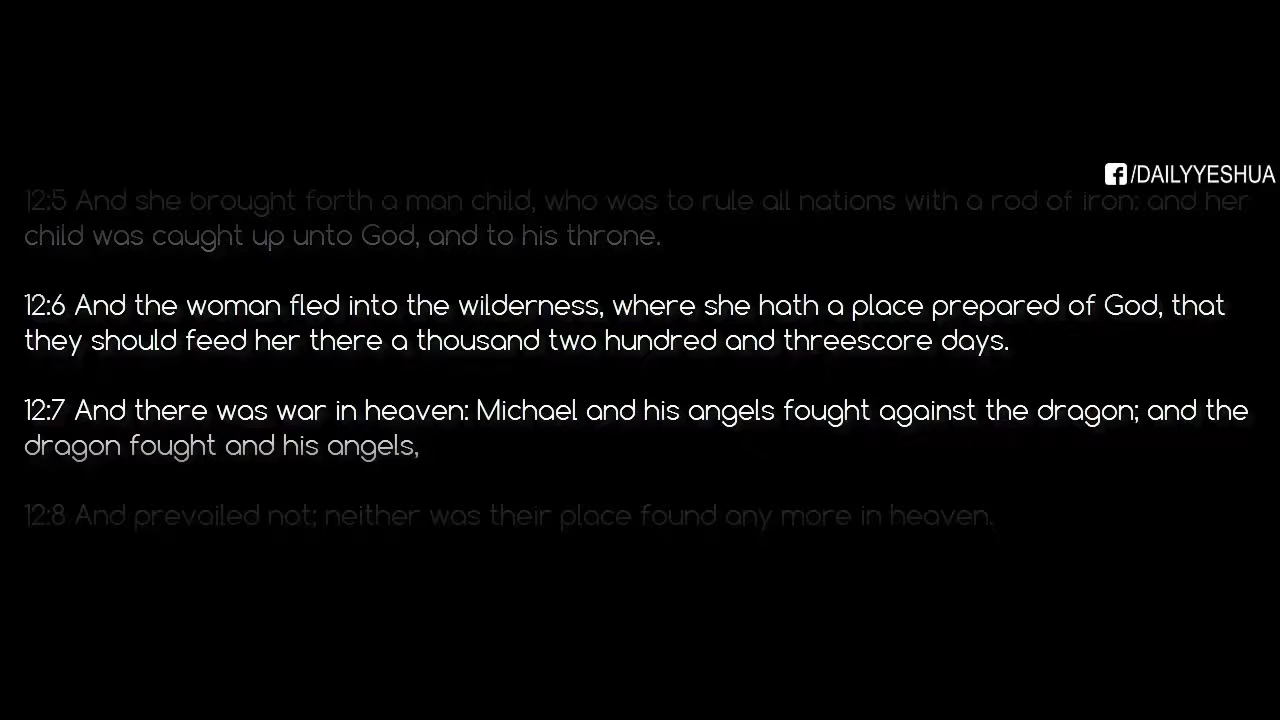 /DAILYYESHUA
12:5 And she brought forth a man child, who was to rule all nations with a rod of iron: and her
child was caught up unto God, and to his throne.
12:6 And the woman fled into the wilderness, where she hath a place prepared of God, that
they should feed her there a thousand two hundred and threescore days.
12:7 And there was war in heaven: Michael and his angels fought against the dragon; and the
dragon fought and his angels,
12:8 And prevailed not; neither was their place found any more in heaven.